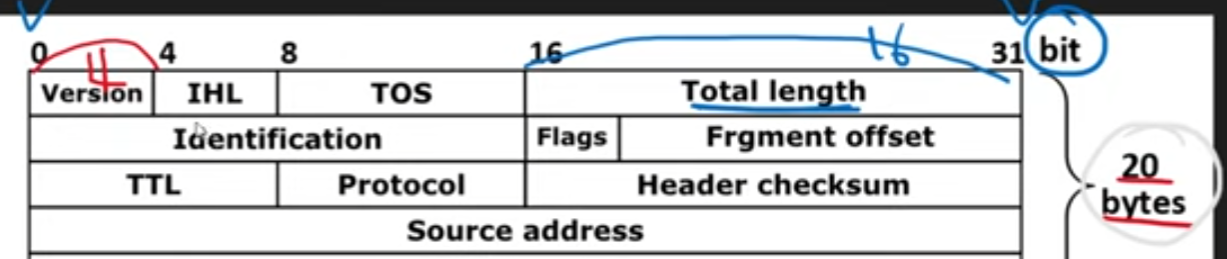 0 4 8 16 31 bit
4 16
Version IHL TOS Total length
Identification Flags Frgment offset
TTL Protocol Header checksum
20
bytes
Source address